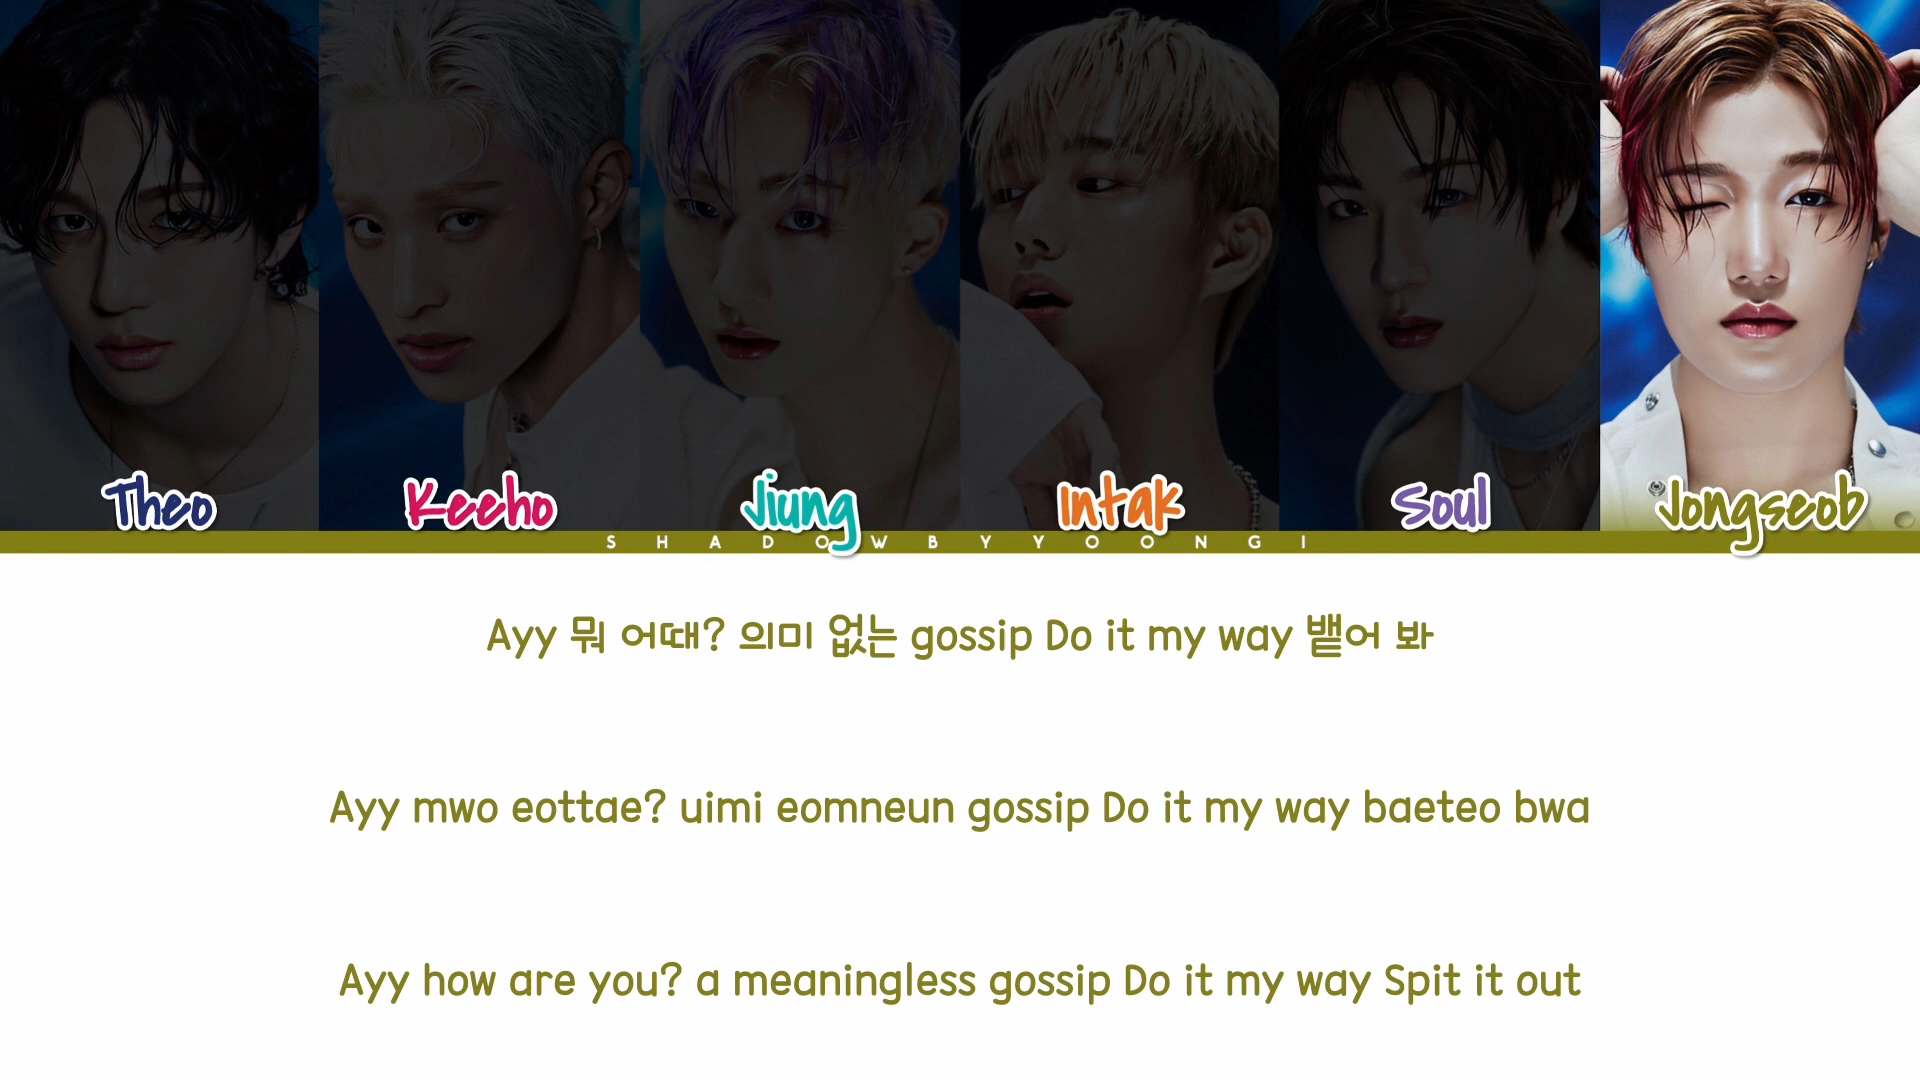 Theo Keeho Jiung Intak Soul Jongseob
SHADOWBYYOONGI
Ayy 뭐 어때? 의미 없는 gossip Do it my way 뱉어 봐
Ayy mwo eottae? uimi eomneun gossip Do it my way baeteo bwa
Ayy how are you? a meaningless gossip Do it my way Spit it out